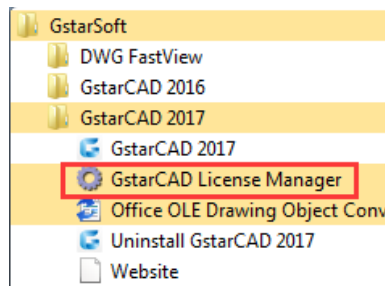 GstarSoft
DWG FastView
GstarCAD 2016
GstarCAD 2017
GstarCAD 2017
GstarCAD License Manager
Office OLE Drawing Object Conv
Uninstall GstarCAD 2017
Website